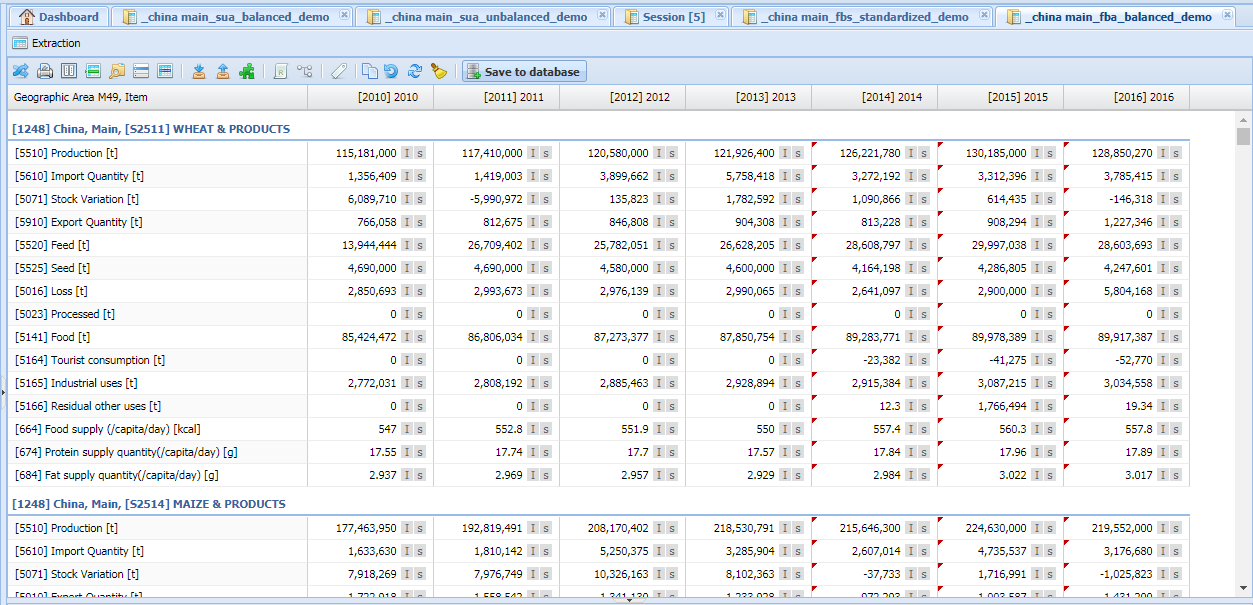 Dashboard _china main_sua_balanced_demo _china main_sua_unbalanced_demo Session [5] _china main_fbs_standardized_demo _china main_fba_balanced_demo
Extraction
Save to database
Geographic Area M49, Item [2010] 2010 [2011] 2011 [2012] 2012 [2013] 2013 [2014] 2014 [2015] 2015 [2016] 2016
[1248] China, Main, [S2511] WHEAT & PRODUCTS
[5510] Production [t] 115,181,000 I s 117,410,000 I s 120,580,000 I s 121,926,400 I s 126,221,780 I s 130,185,000 I s 128,850,270 I s
[5610] Import Quantity [t] 1,356,409 I s 1,419,003 I s 3,899,662 I s 5,758,418 I s 3,272,192 I s 3,312,396 I s 3,785,415 I s
[5071] Stock Variation [t] 6,089,710 I s -5,990,972 I s 135,823 I s 1,782,592 I s 1,090,866 I s 614,435 I s -146,318 I s
[5910] Export Quantity [t] 766,058 I s 812,675 I s 846,808 I s 904,308 I s 813,228 I s 908,294 I s 1,227,346 I s
[5520] Feed [t] 13,944,444 I s 26,709,402 I s 25,782,051 I s 26,628,205 I s 28,608,797 I s 29,997,038 I s 28,603,693 I s
[5525] Seed [t] 4,690,000 I s 4,690,000 I s 4,580,000 I s 4,600,000 I s 4,164,198 I s 4,286,805 I s 4,247,601 I s
[5016] Loss [t] 2,850,693 I s 2,993,673 I s 2,976,139 I s 2,990,065 I s 2,641,097 I s 2,900,000 I s 5,804,168 I s
[5023] Processed [t] 0 I s 0 I s 0 I s 0 I s 0 I s 0 I s 0 I s
[5141] Food [t] 85,424,472 I s 86,806,034 I s 87,273,377 I s 87,850,754 I s 89,283,771 I s 89,978,389 I s 89,917,387 I s
[5164] Tourist consumption [t] 0 I s 0 I s 0 I s 0 I s -23,382 I s -41,275 I s -52,770 I s
[5165] Industrial uses [t] 2,772,031 I s 2,808,192 I s 2,885,463 I s 2,928,894 I s 2,915,384 I s 3,087,215 I s 3,034,558 I s
[5166] Residual other uses [t] 0 I s 0 I s 0 I s 0 I s 12.3 I s 1,766,494 I s 19.34 I s
[664] Food supply (/capita/day) [kcal] 547 I s 552.8 I s 551.9 I s 550 I s 557.4 I s 560.3 I s 557.8 I s
[674] Protein supply quantity(/capita/day) [g] 17.55 I s 17.74 I s 17.7 I s 17.57 I s 17.84 I s 17.96 I s 17.89 I s
[684] Fat supply quantity(/capita/day) [g] 2.937 I s 2.969 I s 2.957 I s 2.929 I s 2.984 I s 3.022 I s 3.017 I s
[1248] China, Main, [S2514] MAIZE & PRODUCTS
[5510] Production [t] 177,463,950 I s 192,819,491 I s 208,170,402 I s 218,530,791 I s 215,646,300 I s 224,630,000 I s 219,552,000 I s
[5610] Import Quantity [t] 1,633,630 I s 1,810,142 I s 5,250,375 I s 3,285,904 I s 2,607,014 I s 4,735,537 I s 3,176,680 I s
[5071] Stock Variation [t] 7,918,269 I s 7,976,749 I s 10,326,163 I s 8,102,363 I s -37,733 I s 1,716,991 I s -1,025,823 I s
[5910] Export Quantity [t]